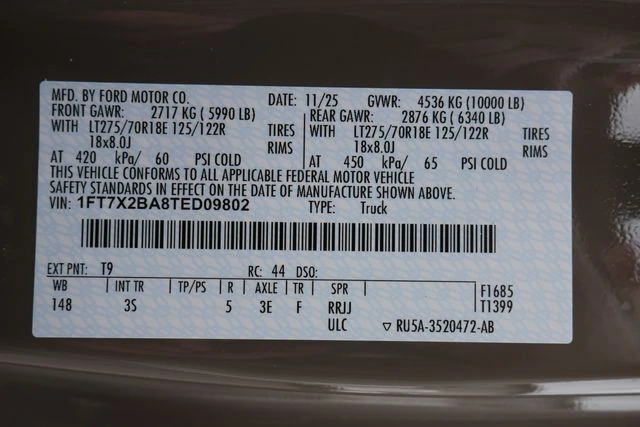 MFD. BY FORD MOTOR CO. DATE: 11/25 GVWR: 4536 KG (10000 LB)
FRONT GAWR: 2717 KG ( 5990 LB) REAR GAWR: 2876 KG ( 6340 LB)
WITH LT275/70R18E 125/122R TIRES WITH LT275/70R18E 125/122R TIRES
18x8.0J RIMS 18x8.0J RIMS
AT 420 kPa/ 60 PSI COLD AT 450 kPa/ 65 PSI COLD
THIS VEHICLE CONFORMS TO ALL APPLICABLE FEDERAL MOTOR VEHICLE
SAFETY STANDARDS IN EFFECT ON THE DATE OF MANUFACTURE SHOWN ABOVE.
VIN: 1FT7X2BA8TED09802 TYPE: Truck
EXT PNT: T9 RC: 44 DSO:
WB INT TR TP/PS R AXLE TR SPR F1685
148 3S 5 3E F RRJJ T1399
ULC ▽ RU5A-3520472-AB